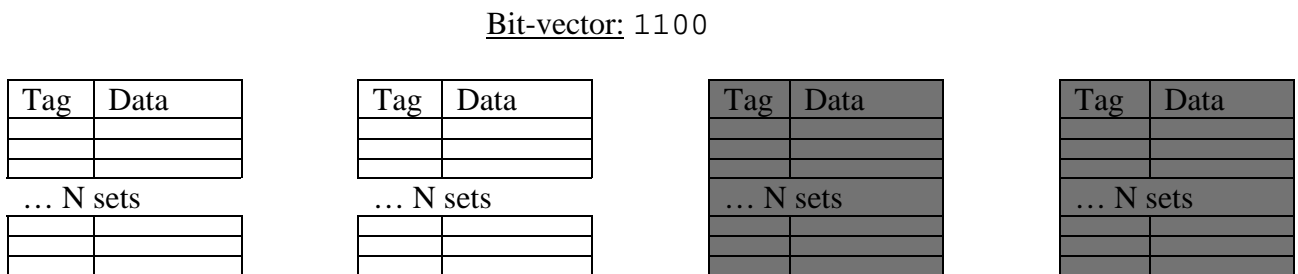 Bit-vector: 1100
Tag Data Tag Data Tag Data Tag Data
… N sets … N sets … N sets … N sets